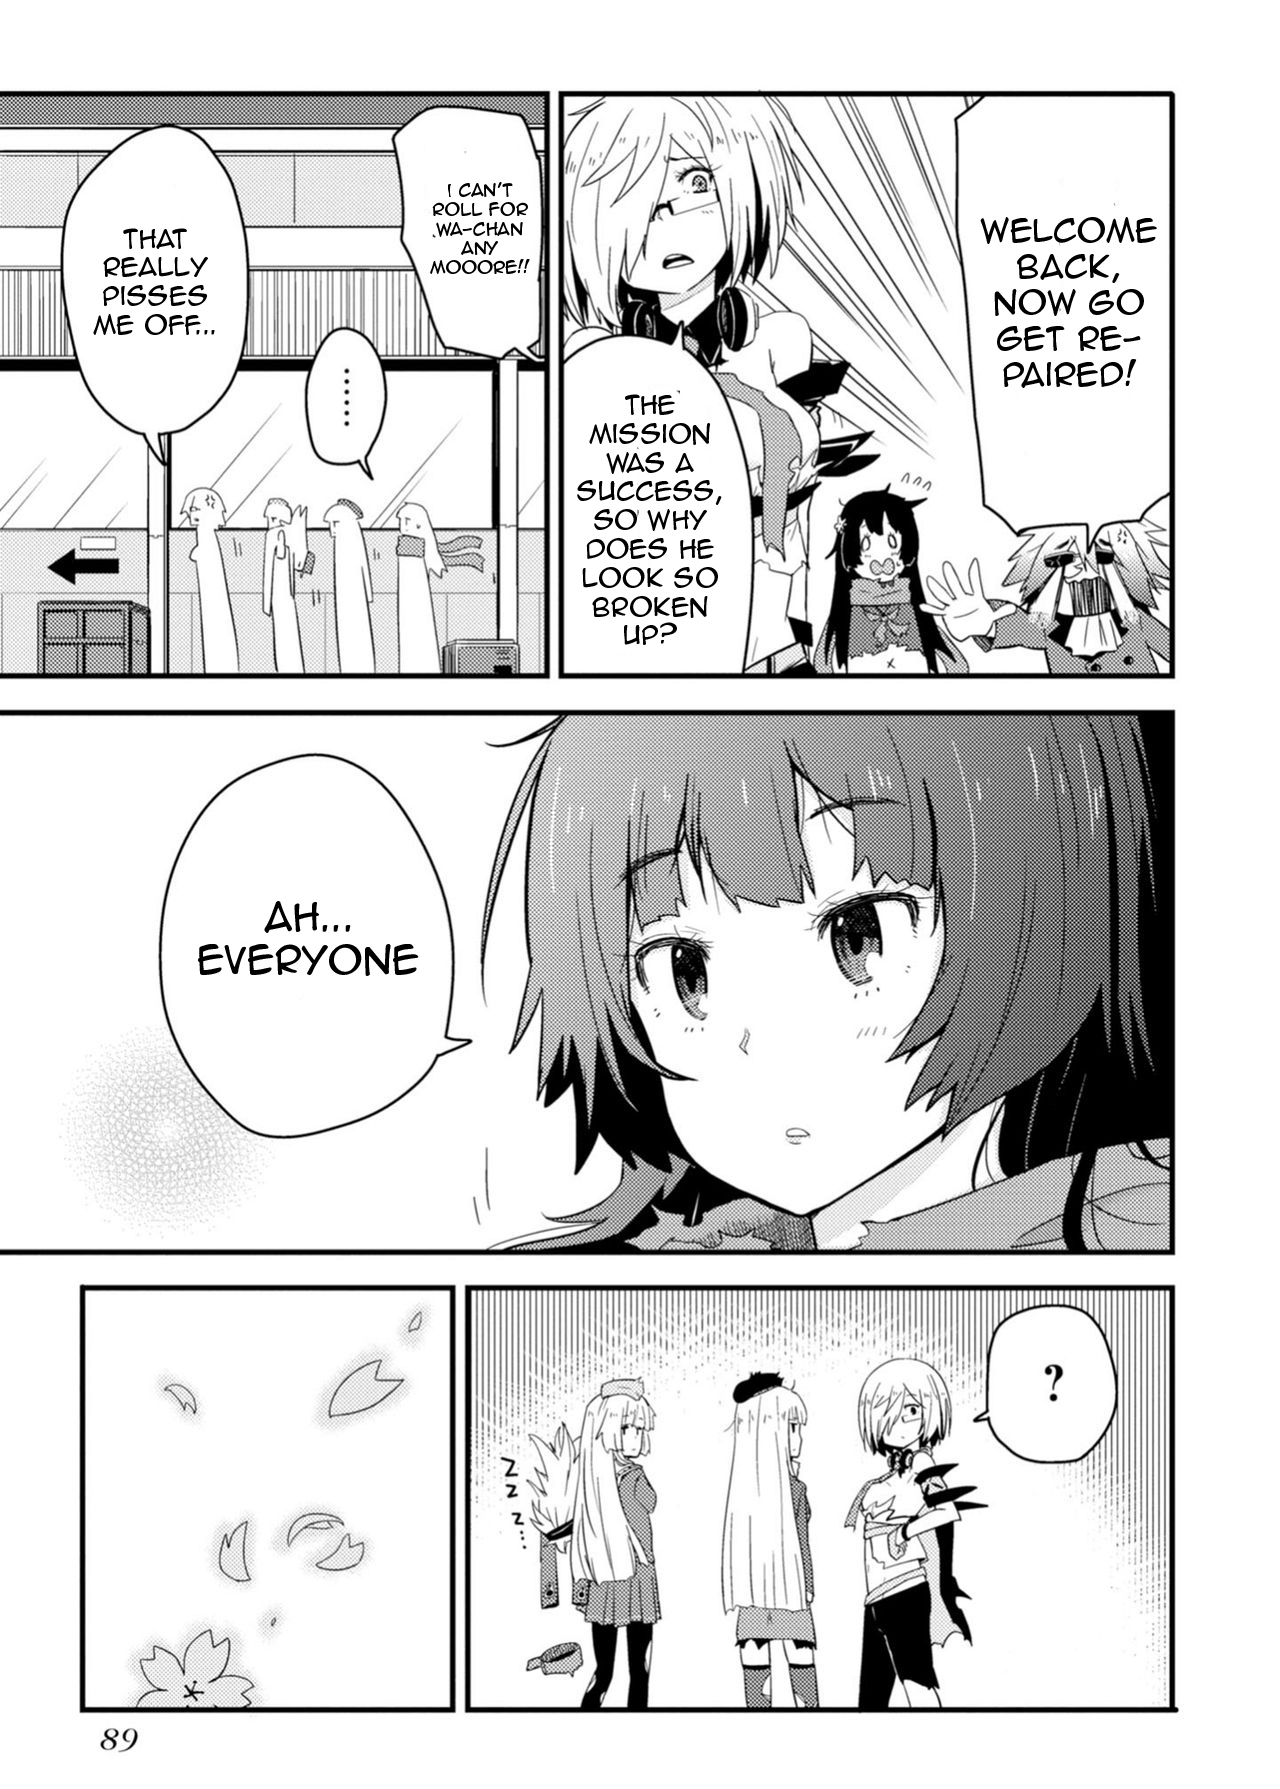 WELCOME
BACK,
NOW GO
GET RE-
PAIRED!
THE
MISSION
WAS A
SUCCESS,
SO WHY
DOES HE
LOOK SO
BROKEN
UP?
I CAN'T
ROLL FOR
WA-CHAN
ANY
MOOORE!!
......
THAT
REALLY
PISSES
ME OFF...
AH...
EVERYONE
?
Z
Z
Z...
89